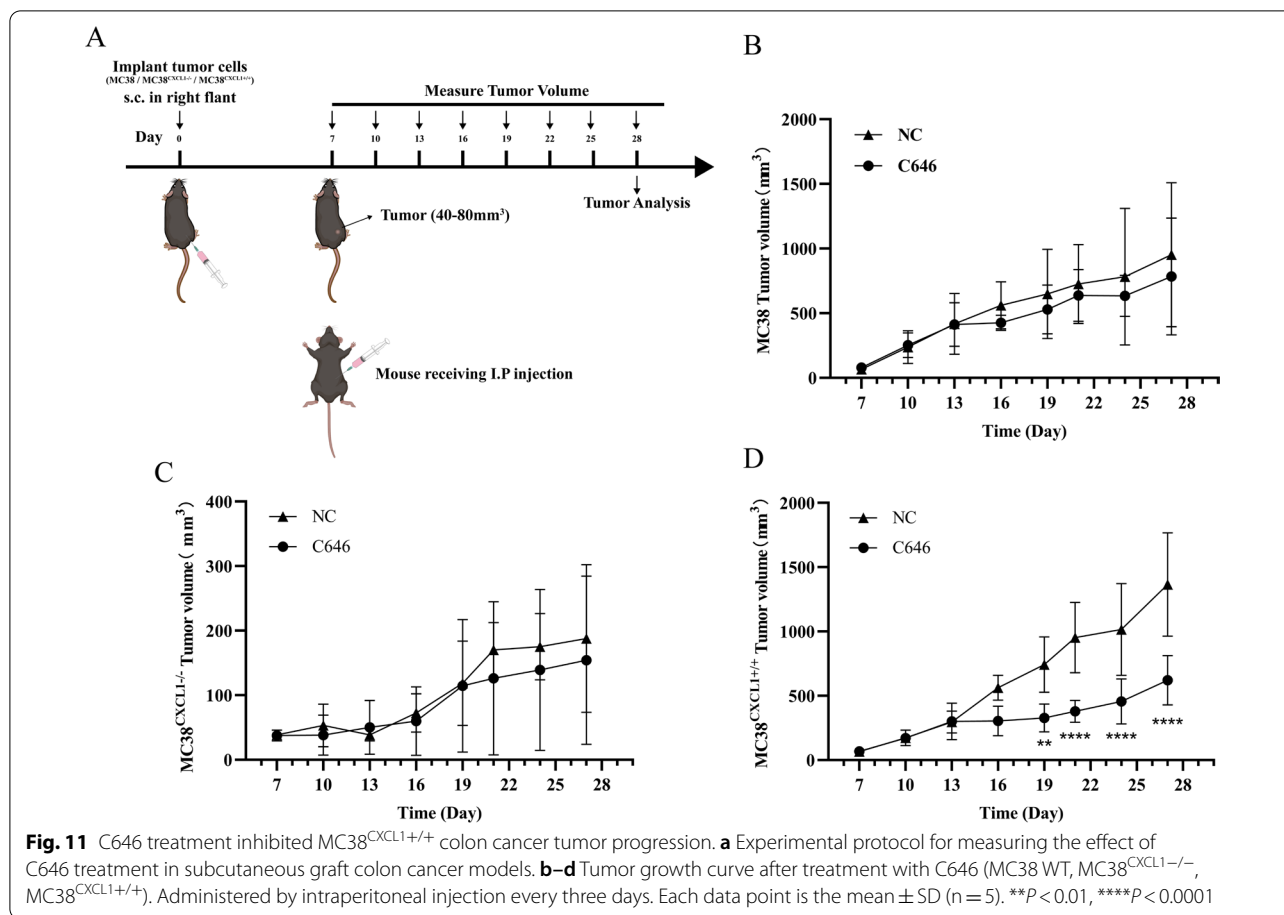 A
Implant tumor cells
(MC38 / MC38CXCL1-/- / MC38CXCL1+/+)
s.c. in right flant
Measure Tumor Volume
Day 0 7 10 13 16 19 22 25 28
Tumor (40-80mm³)
Tumor Analysis
Mouse receiving I.P injection
B
MC38 Tumor volume (mm³)
2000
1500
1000
500
0
NC
C646
7 10 13 16 19 22 25 28
Time (Day)
C
MC38CXCL1-/- Tumor volume ( mm³)
400
300
200
100
0
NC
C646
7 10 13 16 19 22 25 28
Time (Day)
D
MC38CXCL1+/+ Tumor volume (mm³)
2000
1500
1000
500
0
NC
C646
** **** **** ****
7 10 13 16 19 22 25 28
Time (Day)
Fig. 11 C646 treatment inhibited MC38CXCL1+/+ colon cancer tumor progression. a Experimental protocol for measuring the effect of
C646 treatment in subcutaneous graft colon cancer models. b–d Tumor growth curve after treatment with C646 (MC38 WT, MC38CXCL1−/−,
MC38CXCL1+/+). Administered by intraperitoneal injection every three days. Each data point is the mean ± SD (n = 5). **P < 0.01, ****P < 0.0001